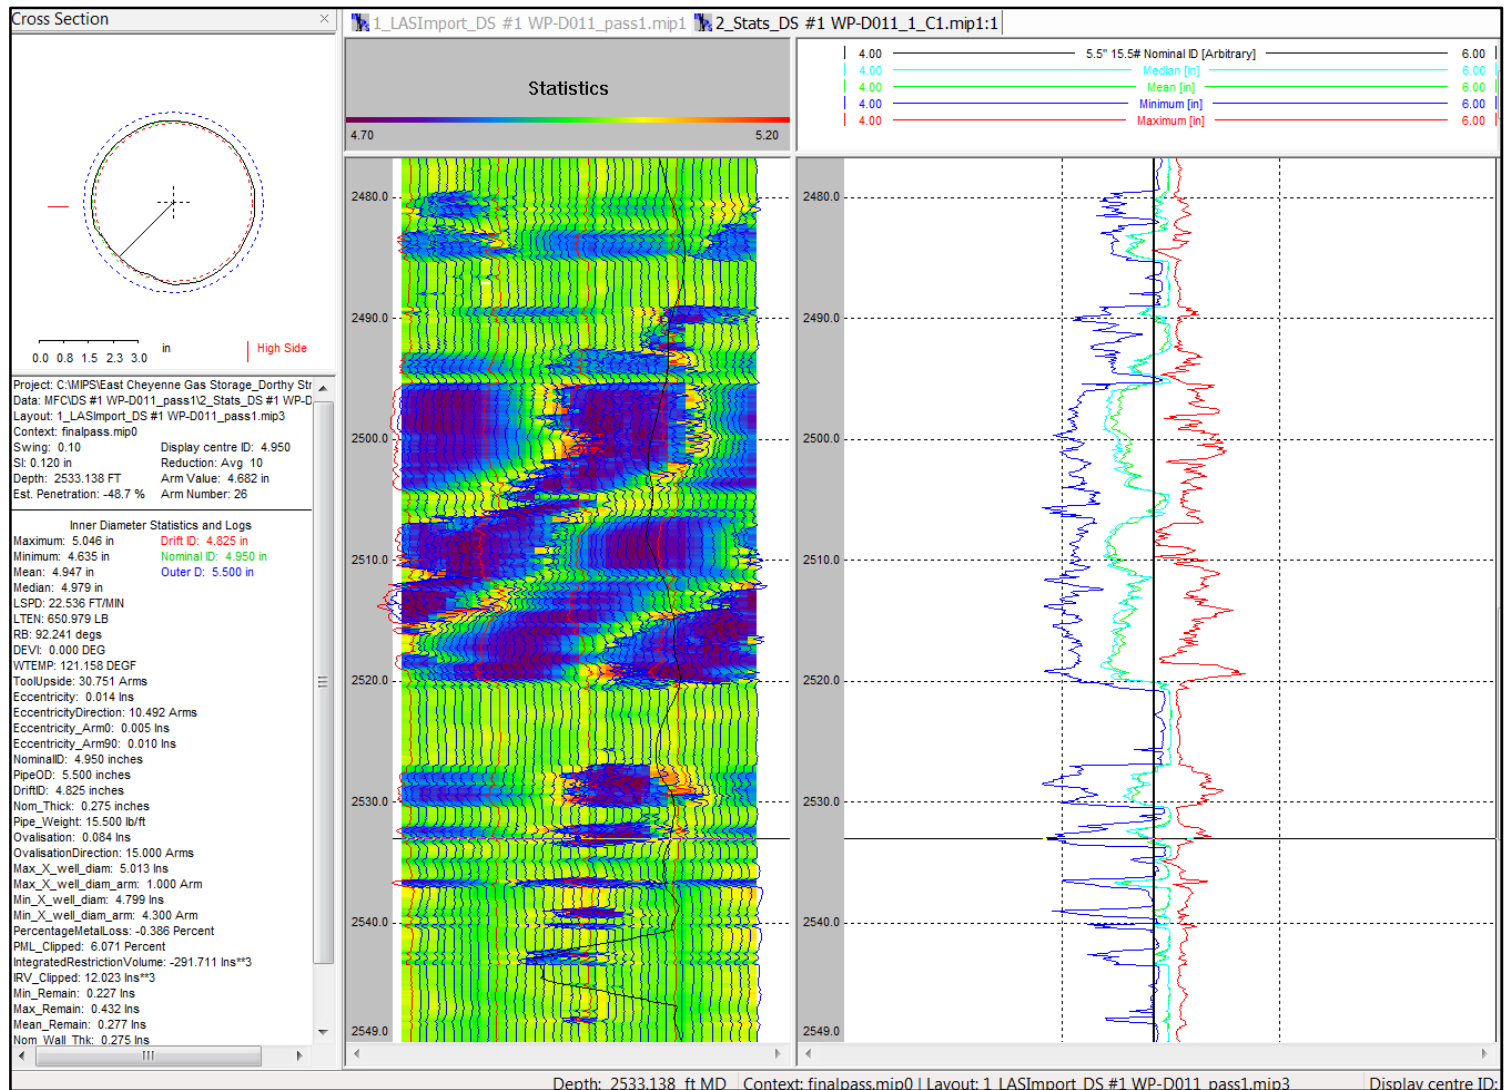 Cross Section
1_LASImport_DS #1 WP-D011_pass1.mip1
2_Stats_DS #1 WP-D011_1_C1.mip1:1
Statistics
4.70 5.20
4.00 5.5" 15.5# Nominal ID [Arbitrary] 6.00
4.00 Median [in] 6.00
4.00 Mean [in] 6.00
4.00 Minimum [in] 6.00
4.00 Maximum [in] 6.00
0.0 0.8 1.5 2.3 3.0 in
High Side
Project: C:\MIPS\East Cheyenne Gas Storage_Dorthy Str
Data: MFC\DS #1 WP-D011_pass1\2_Stats_DS #1 WP-D
Layout: 1_LASImport_DS #1 WP-D011_pass1.mip3
Context: finalpass.mip0
Swing: 0.10 Display centre ID: 4.950
SI: 0.120 in Reduction: Avg 10
Depth: 2533.138 FT Arm Value: 4.682 in
Est. Penetration: -48.7 % Arm Number: 26
Inner Diameter Statistics and Logs
Maximum: 5.046 in Drift ID: 4.825 in
Minimum: 4.635 in Nominal ID: 4.950 in
Mean: 4.947 in Outer D: 5.500 in
Median: 4.979 in
LSPD: 22.536 FT/MIN
LTEN: 650.979 LB
RB: 92.241 degs
DEVI: 0.000 DEG
WTEMP: 121.158 DEGF
ToolUpside: 30.751 Arms
Eccentricity: 0.014 Ins
EccentricityDirection: 10.492 Arms
Eccentricity_Arm0: 0.005 Ins
Eccentricity_Arm90: 0.010 Ins
NominalID: 4.950 inches
PipeOD: 5.500 inches
DriftID: 4.825 inches
Nom_Thick: 0.275 inches
Pipe_Weight: 15.500 lb/ft
Ovalisation: 0.084 Ins
OvalisationDirection: 15.000 Arms
Max_X_well_diam: 5.013 Ins
Max_X_well_diam_arm: 1.000 Arm
Min_X_well_diam: 4.799 Ins
Min_X_well_diam_arm: 4.300 Arm
PercentageMetalLoss: -0.386 Percent
PML_Clipped: 6.071 Percent
IntegratedRestrictionVolume: -291.711 Ins**3
IRV_Clipped: 12.023 Ins**3
Min_Remain: 0.227 Ins
Max_Remain: 0.432 Ins
Mean_Remain: 0.277 Ins
Nom Wall Thk: 0.275 Ins
2480.0
2490.0
2500.0
2510.0
2520.0
2530.0
2540.0
2549.0
2480.0
2490.0
2500.0
2510.0
2520.0
2530.0
2540.0
2549.0
Depth: 2533.138 ft MD Context: finalpass.mip0 | Layout: 1_LASImport_DS #1 WP-D011_pass1.mip3 Display centre ID: